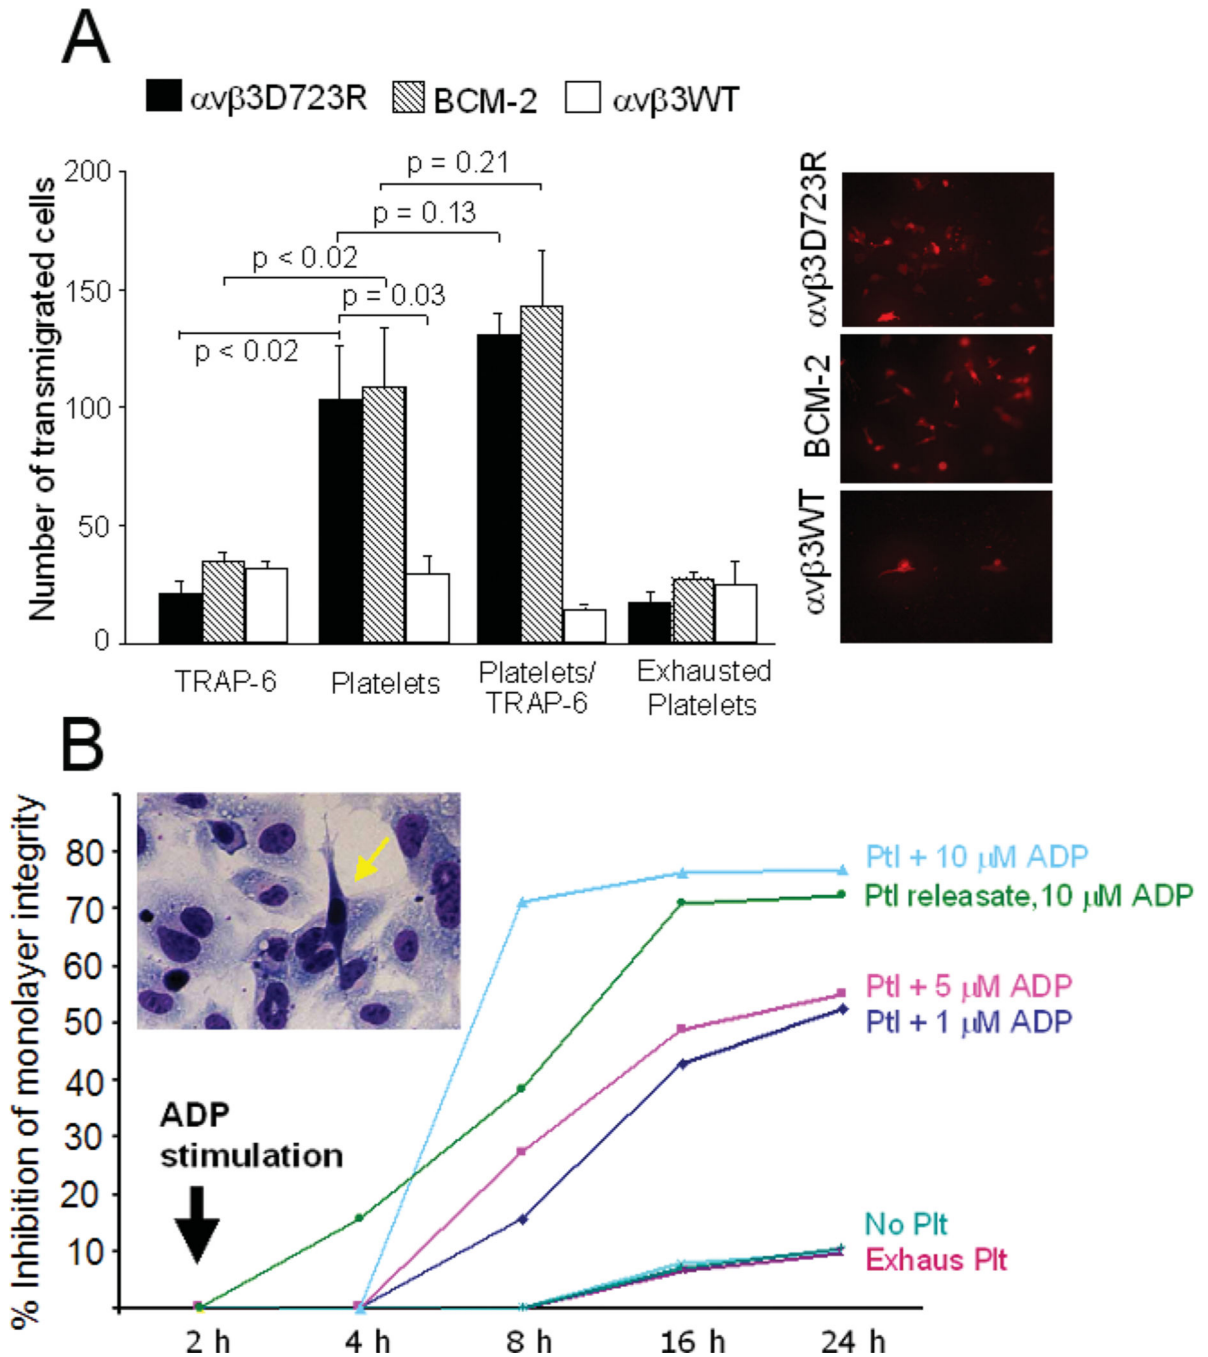 A
αvβ3D723R BCM-2 αvβ3WT
Number of transmigrated cells
200
150
100
50
0
p = 0.21
p = 0.13
p < 0.02
p = 0.03
p < 0.02
TRAP-6
Platelets
Platelets/
TRAP-6
Exhausted
Platelets
αvβ3D723R
BCM-2
αvβ3WT
B
% Inhibition of monolayer integrity
80
70
60
50
40
30
20
10
ADP
stimulation
Ptl + 10 μM ADP
Ptl releasate,10 μM ADP
Ptl + 5 μM ADP
Ptl + 1 μM ADP
No Plt
Exhaus Plt
2 h 4 h 8 h 16 h 24 h